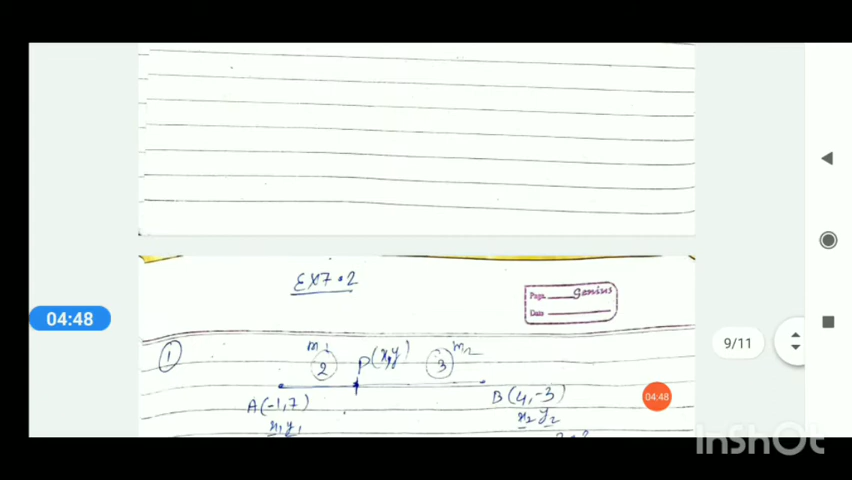 EX 7.2
Page genius
Date
04:48
9/11
①
m1 m2
2 P(x,y) 3
04:48
A(-1,7) B(4,-3)
x1 y1 x2 y2
InShOt